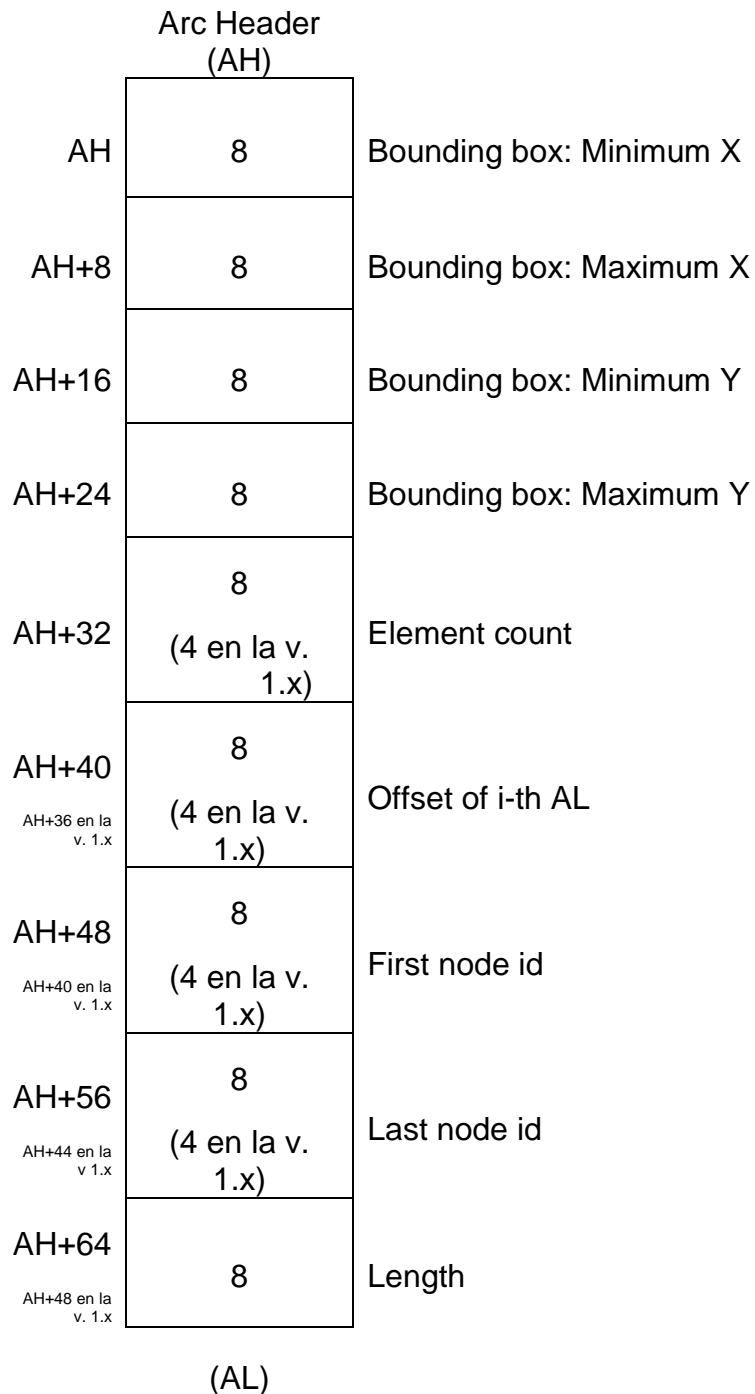 Arc Header
(AH)
AH
8
Bounding box: Minimum X
AH+8
8
Bounding box: Maximum X
AH+16
8
Bounding box: Minimum Y
AH+24
8
Bounding box: Maximum Y
AH+32
8
(4 en la v.
1.x)
Element count
AH+40
AH+36 en la
v. 1.x
8
(4 en la v.
1.x)
Offset of i-th AL
AH+48
AH+40 en la
v. 1.x
8
(4 en la v.
1.x)
First node id
AH+56
AH+44 en la
v 1.x
8
(4 en la v.
1.x)
Last node id
AH+64
AH+48 en la
v. 1.x
8
Length
(AL)